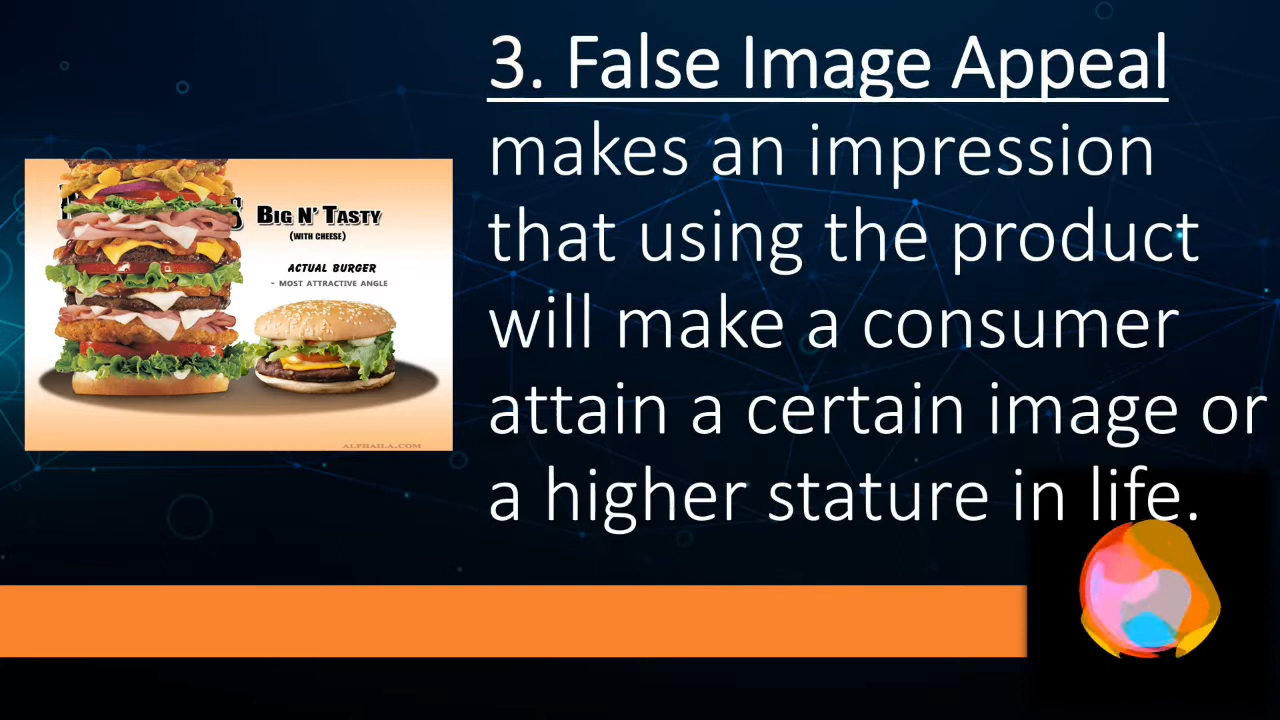 3. False Image Appeal
makes an impression
that using the product
will make a consumer
attain a certain image or
a higher stature in life.
BIG N' TASTY
(WITH CHEESE)
ACTUAL BURGER
~ MOST ATTRACTIVE ANGLE
ALPHAILA.COM